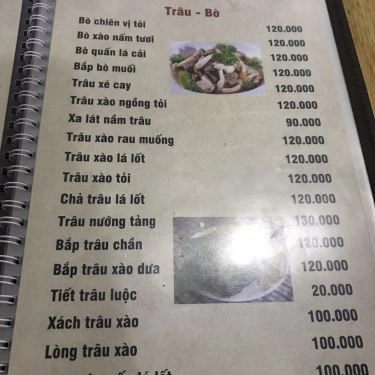 Trâu - Bò
Bò chiên vị tỏi 120.000
Bò xào nấm tươi 120.000
Bò quấn lá cải 120.000
Bắp bò muối 120.000
Trâu xé cay 120.000
Trâu xào ngồng tỏi 120.000
Xa lát nầm trâu 90.000
Trâu xào rau muống 120.000
Trâu xào lá lốt 120.000
Trâu xào tỏi 120.000
Chả trâu lá lốt 120.000
Trâu nướng tảng 130.000
Bắp trâu chần 120.000
Bắp trâu xào dưa 120.000
Tiết trâu luộc 20.000
Xách trâu xào 100.000
Lòng trâu xào 100.000
lá lốt 100.000